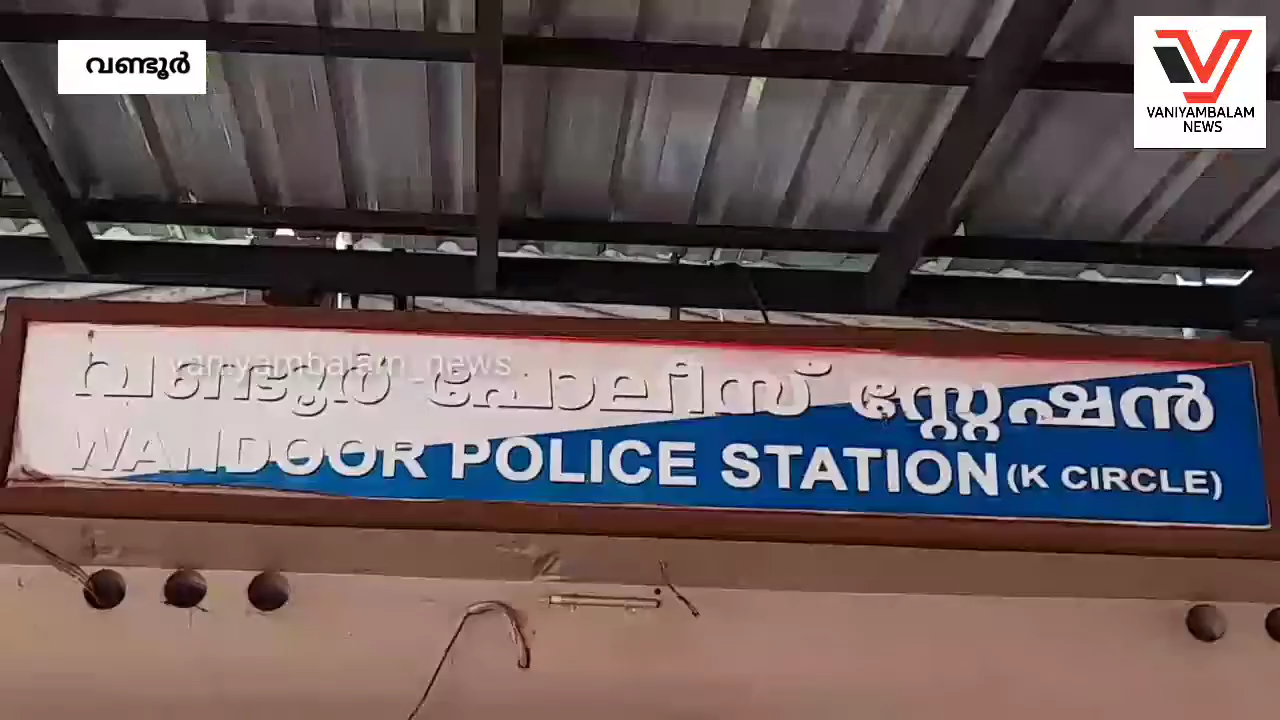 വണ്ടൂർ
VANIYAMBALAM
NEWS
vaniyambalam_news
വണ്ടൂർ പോലീസ് സ്റ്റേഷൻ
WANDOOR POLICE STATION (K CIRCLE)